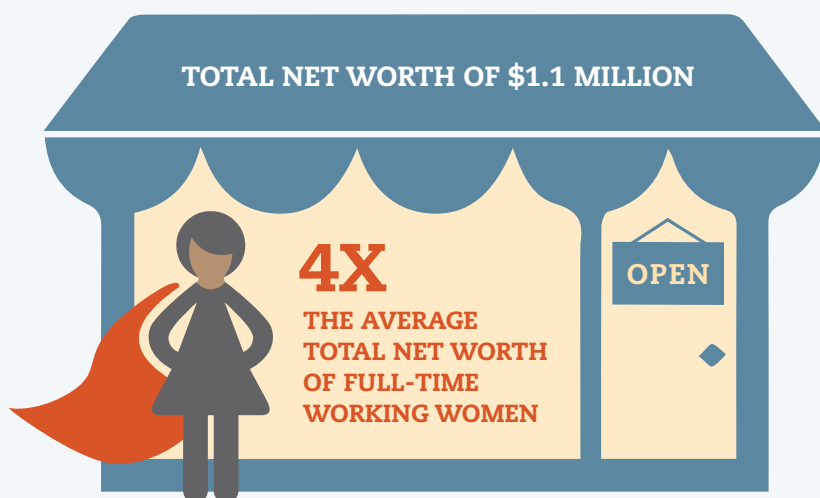 TOTAL NET WORTH OF $1.1 MILLION
4X
THE AVERAGE
TOTAL NET WORTH
OF FULL-TIME
WORKING WOMEN
OPEN